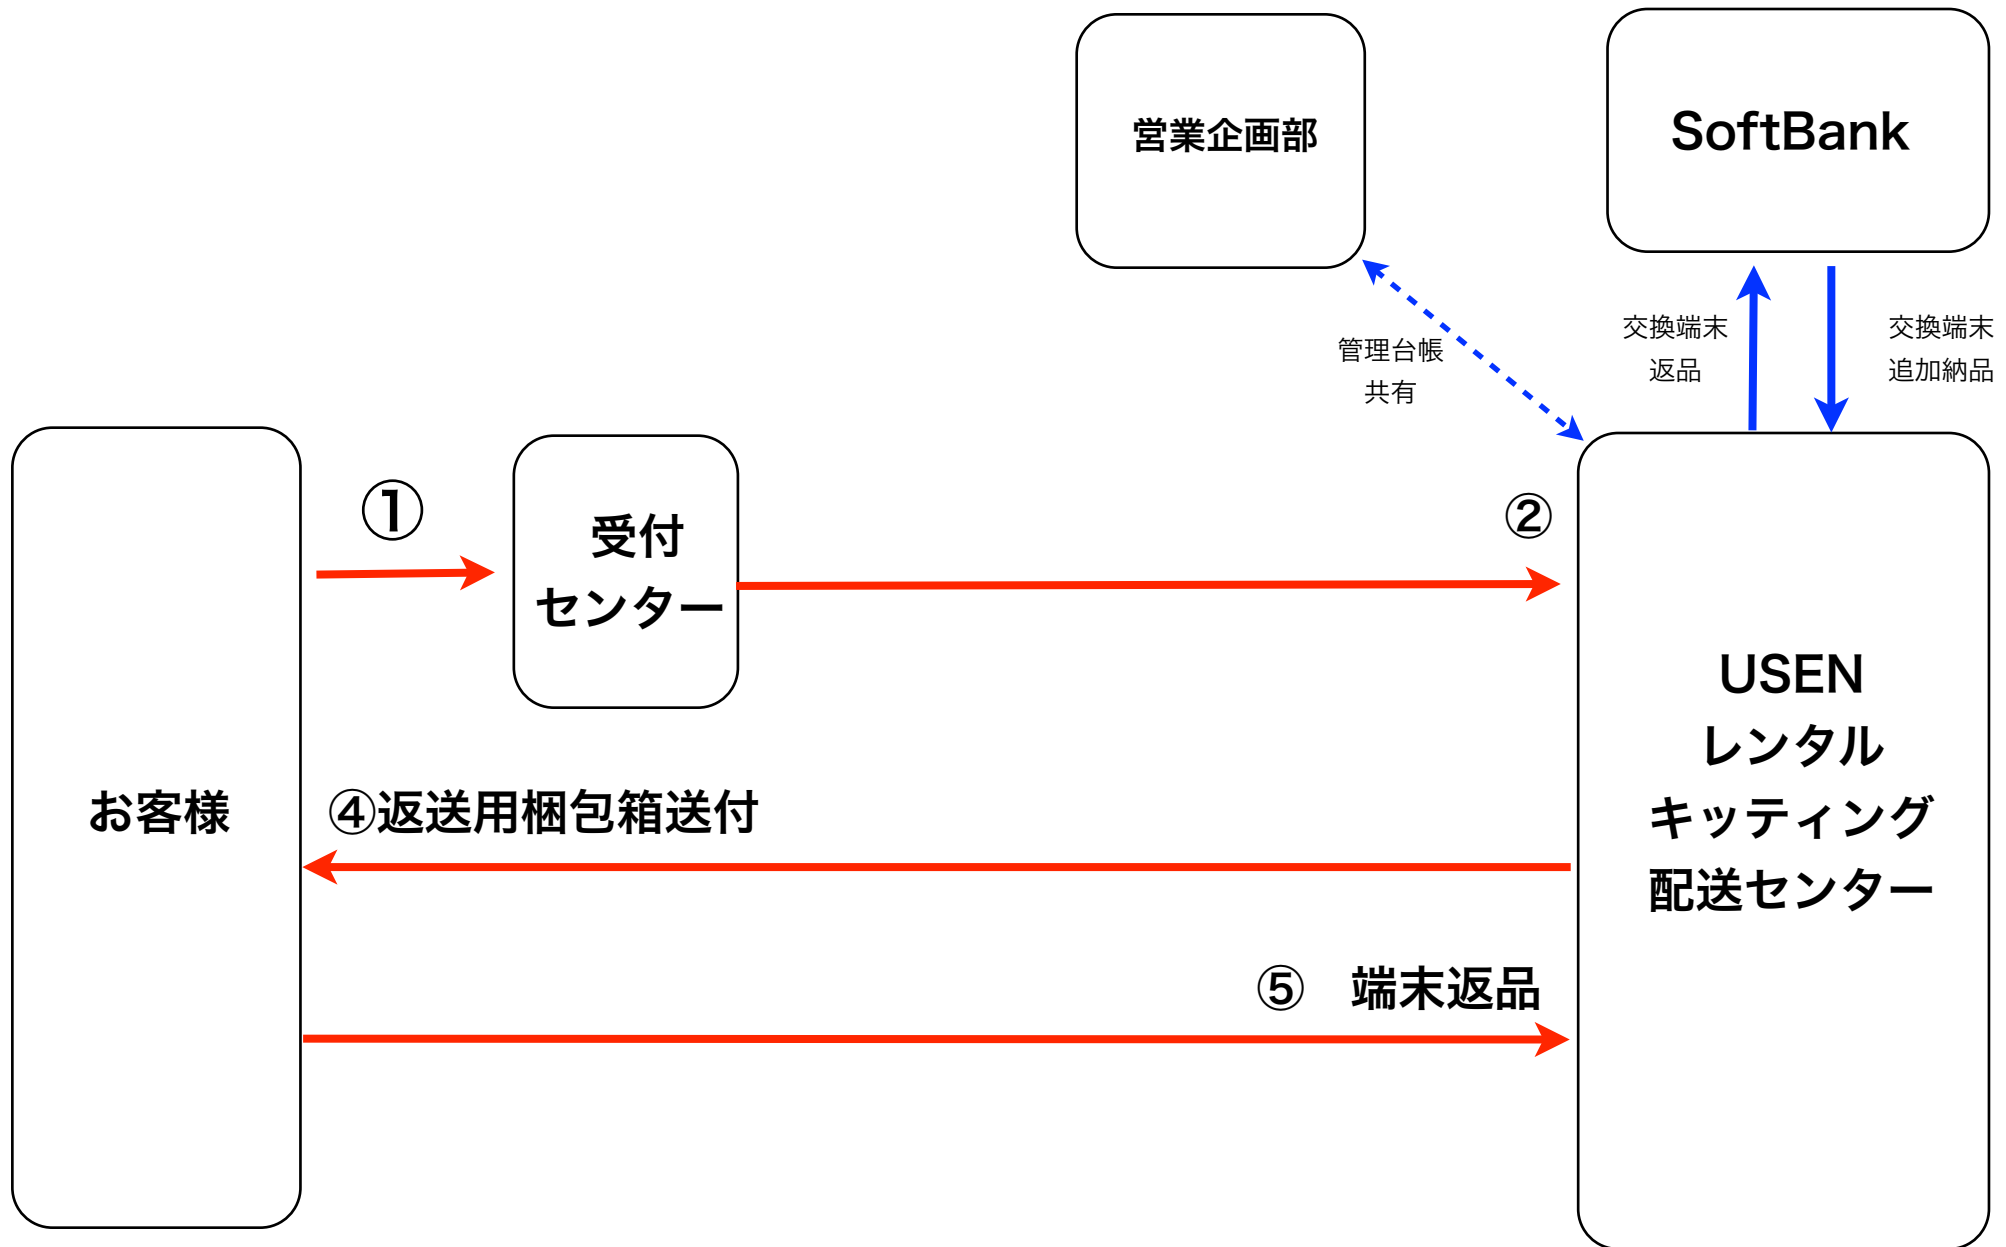 営業企画部
SoftBank
管理台帳
共有
交換端末
返品
交換端末
追加納品
①
受付
センター
②
お客様
USEN
レンタル
キッティング
配送センター
④返送用梱包箱送付
⑤　端末返品